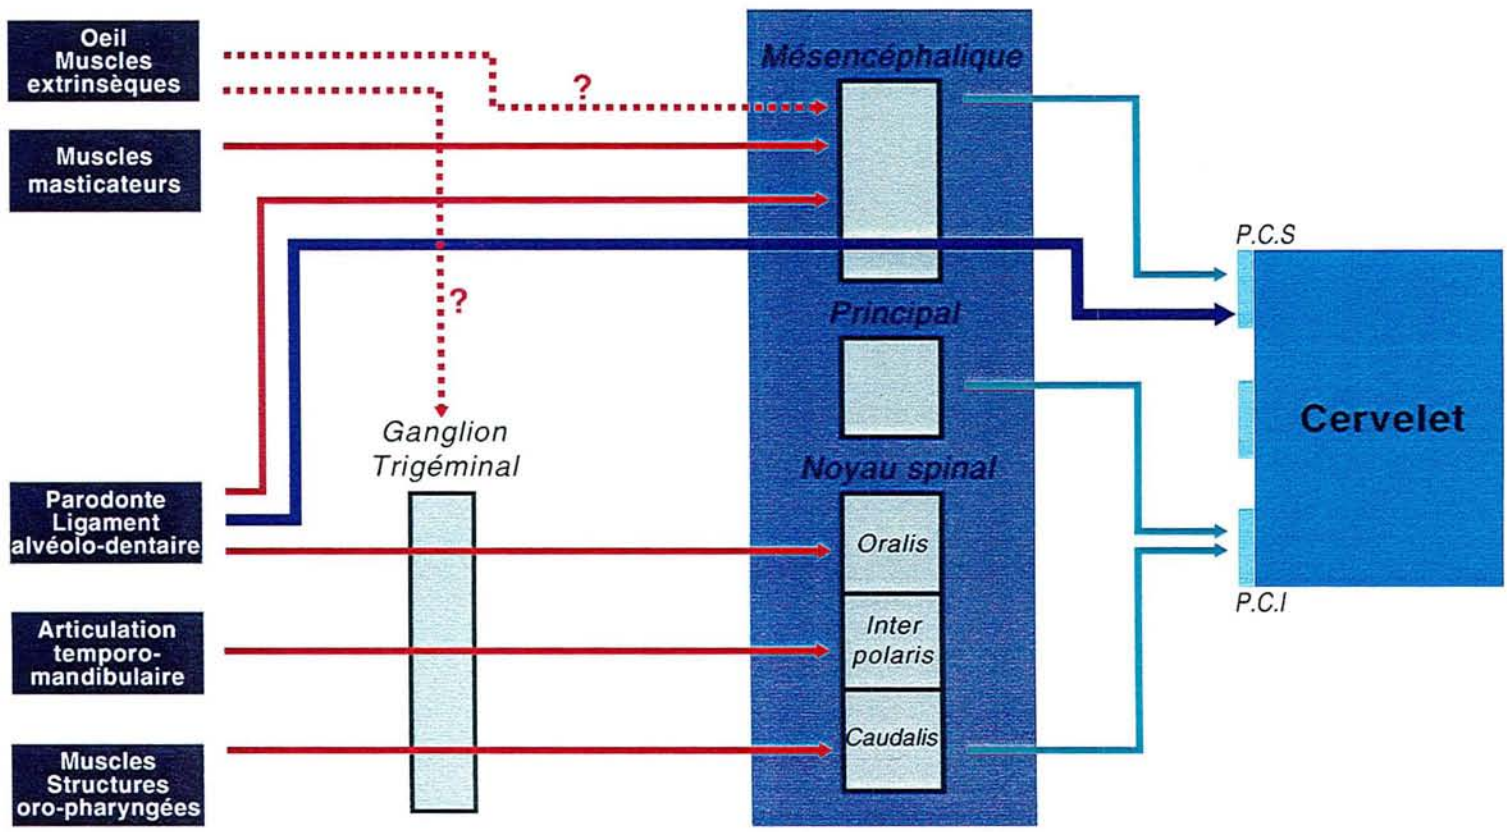 Oeil
Muscles
extrinsèques
Muscles
masticateurs
Parodonte
Ligament
alvéolo-dentaire
Articulation
temporo-
mandibulaire
Muscles
Structures
oro-pharyngées
?
?
Ganglion
Trigéminal
Mésencéphalique
Principal
Noyau spinal
Oralis
Inter
polaris
Caudalis
P.C.S
Cervelet
P.C.I